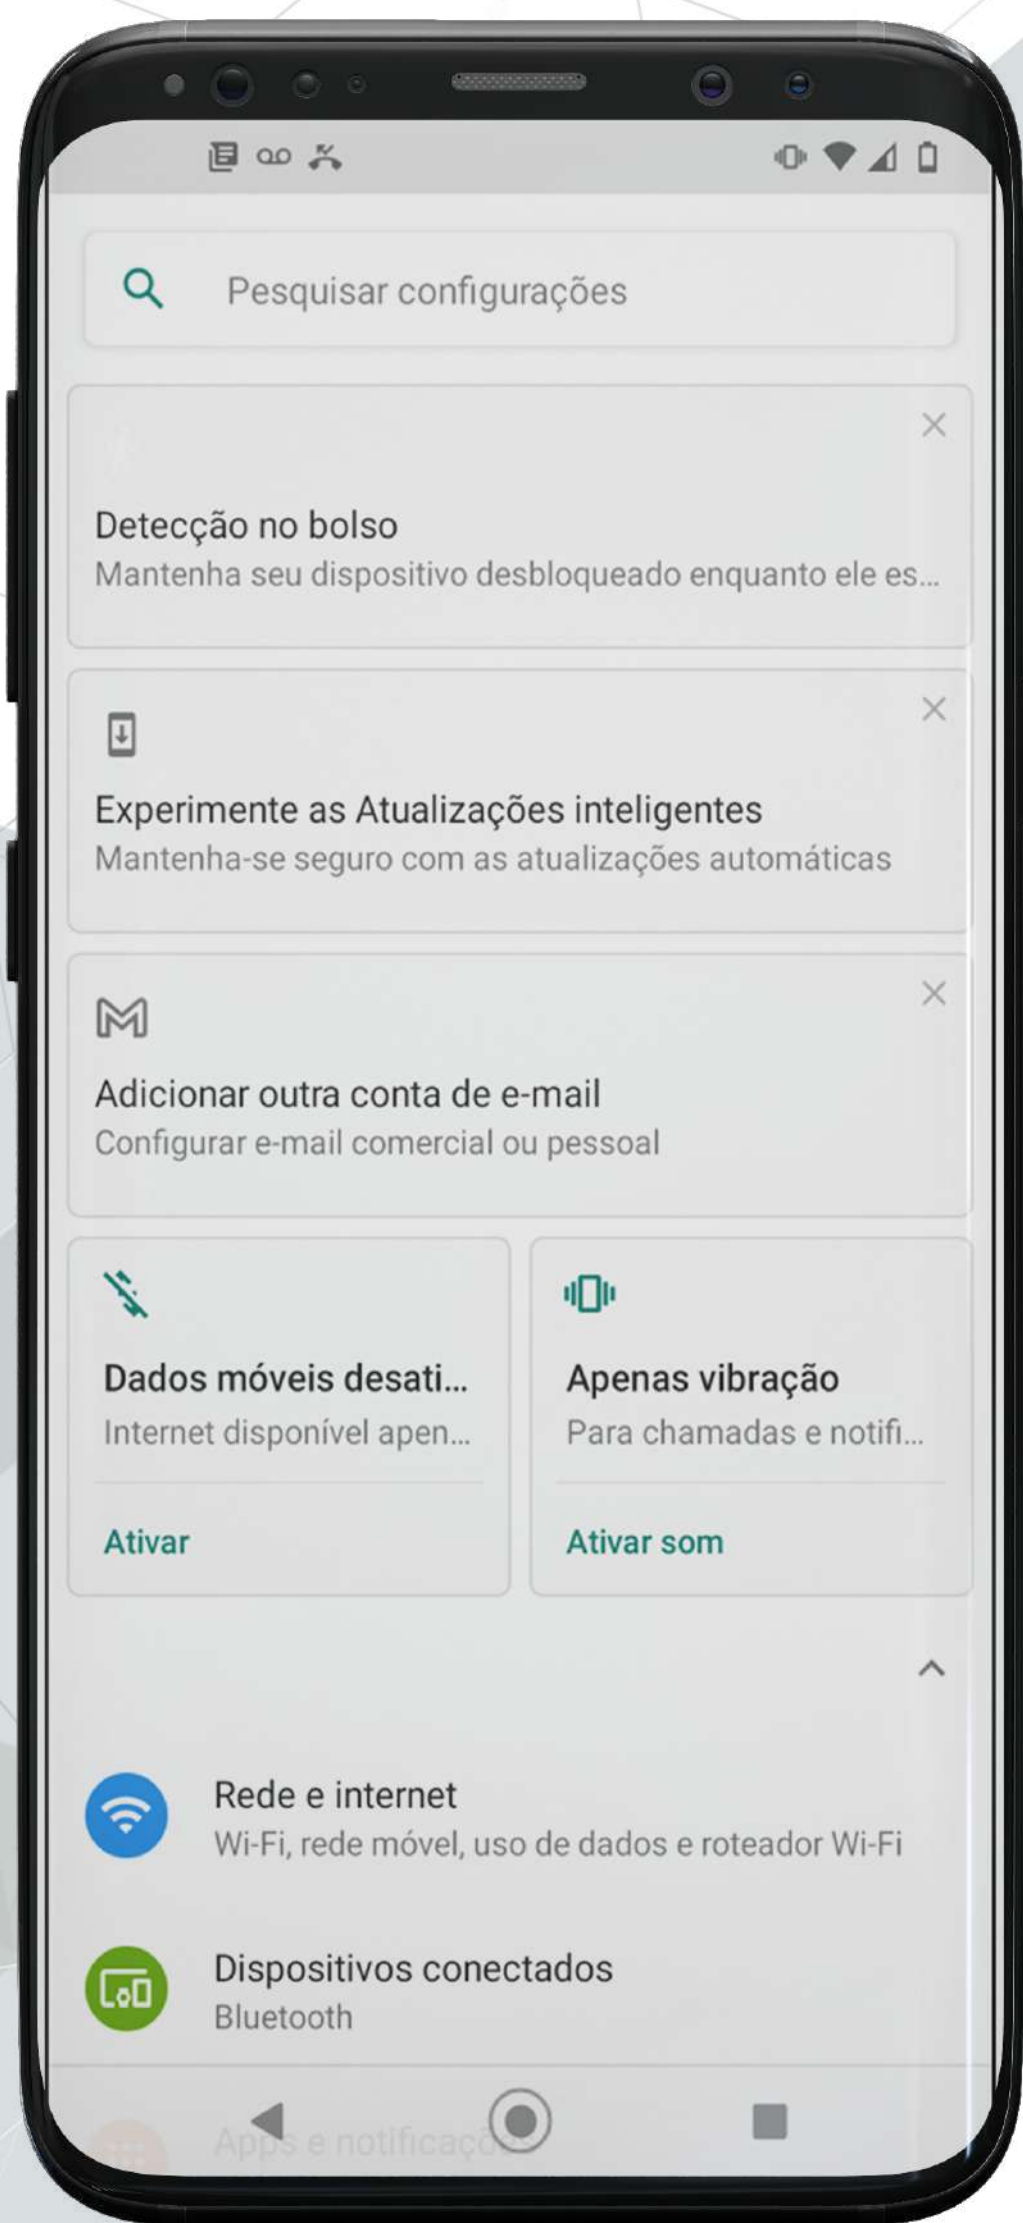 Pesquisar configurações
Detecção no bolso
Mantenha seu dispositivo desbloqueado enquanto ele es...
Experimente as Atualizações inteligentes
Mantenha-se seguro com as atualizações automáticas
Adicionar outra conta de e-mail
Configurar e-mail comercial ou pessoal
Dados móveis desati...
Internet disponível apen...
Ativar
Apenas vibração
Para chamadas e notifi...
Ativar som
Rede e internet
Wi-Fi, rede móvel, uso de dados e roteador Wi-Fi
Dispositivos conectados
Bluetooth
Apps e